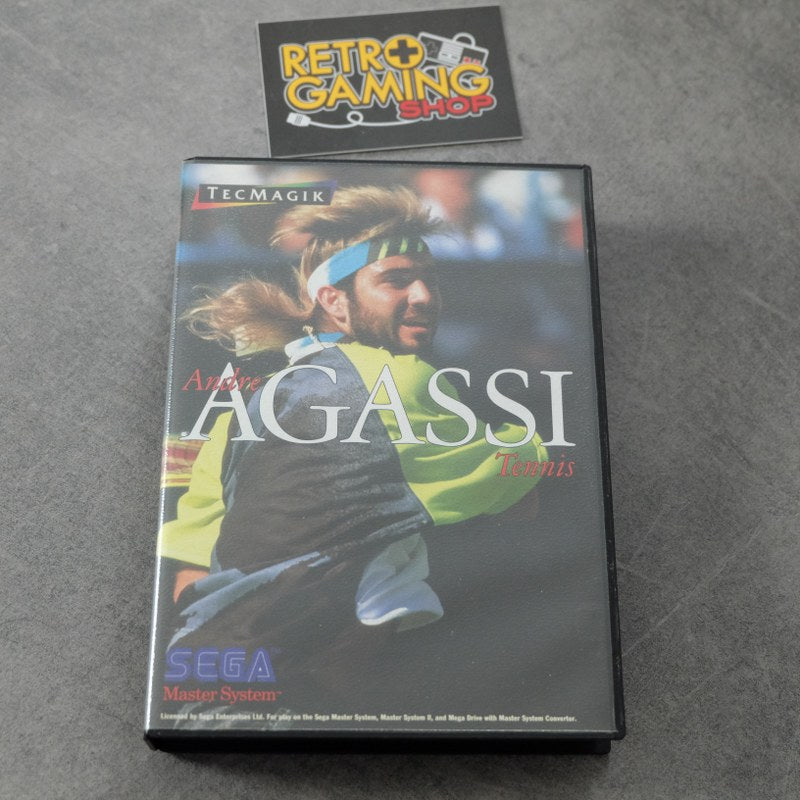 RETRO
GAMING
SHOP
TECMAGIK
Andre
AGASSI
Tennis
SEGA
Master System™
Licensed by Sega Enterprises Ltd. For play on the Sega Master System, Master System II, and Mega Drive with Master System Converter.